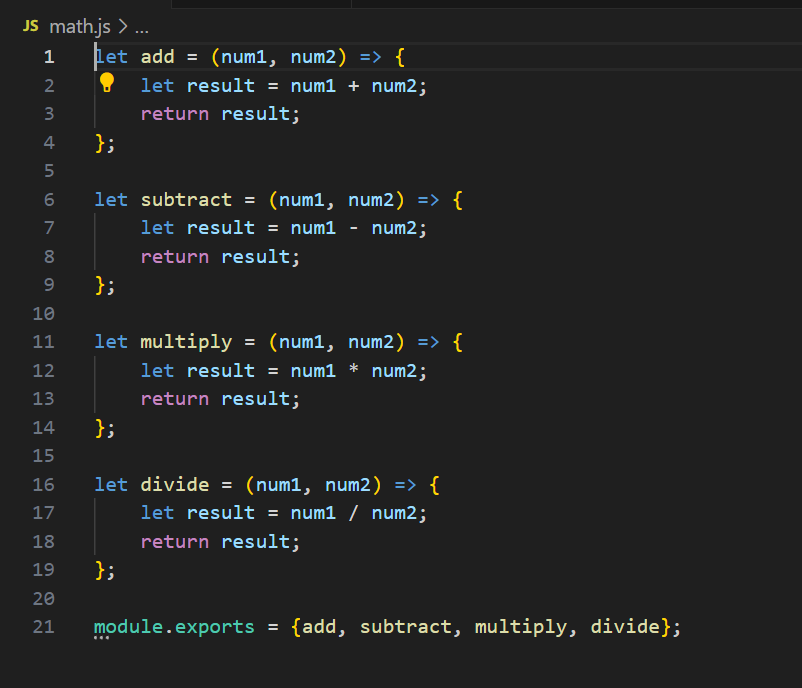 JS math.js > ...
1 let add = (num1, num2) => {
2     let result = num1 + num2;
3     return result;
4 };
5
6 let subtract = (num1, num2) => {
7     let result = num1 - num2;
8     return result;
9 };
10
11 let multiply = (num1, num2) => {
12     let result = num1 * num2;
13     return result;
14 };
15
16 let divide = (num1, num2) => {
17     let result = num1 / num2;
18     return result;
19 };
20
21 module.exports = {add, subtract, multiply, divide};